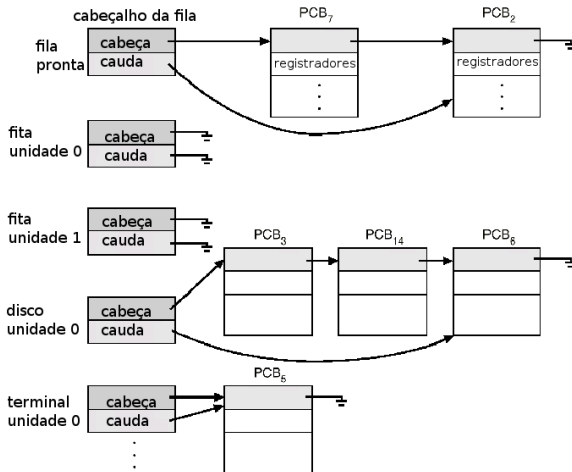 cabeçalho da fila
PCB7
PCB2
fila
pronta
cabeça
cauda
registradores
registradores
fita
unidade 0
cabeça
cauda
fita
unidade 1
cabeça
cauda
PCB3
PCB14
PCB6
disco
unidade 0
cabeça
cauda
PCB5
terminal
unidade 0
cabeça
cauda